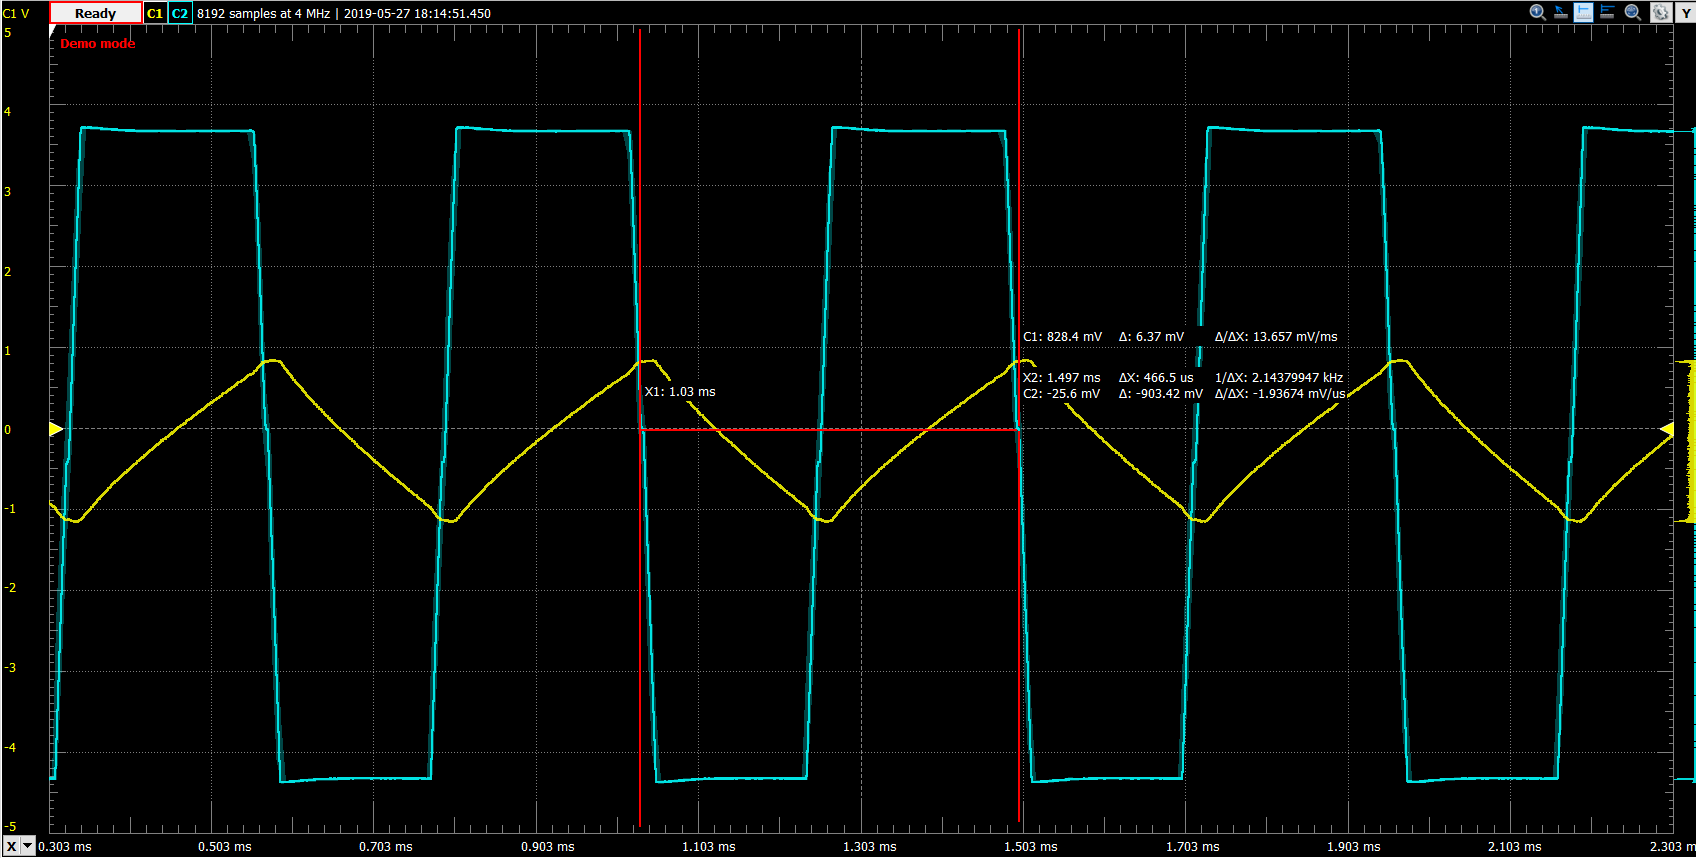 C1 V Ready C1 C2 8192 samples at 4 MHz | 2019-05-27 18:14:51.450 Y
Demo mode
5
4
3
2
1
0
-1
-2
-3
-4
-5
C1: 828.4 mV Δ: 6.37 mV Δ/ΔX: 13.657 mV/ms
X2: 1.497 ms ΔX: 466.5 us 1/ΔX: 2.14379947 kHz
X1: 1.03 ms
C2: -25.6 mV Δ: -903.42 mV Δ/ΔX: -1.93674 mV/us
X 0.303 ms 0.503 ms 0.703 ms 0.903 ms 1.103 ms 1.303 ms 1.503 ms 1.703 ms 1.903 ms 2.103 ms 2.303 m